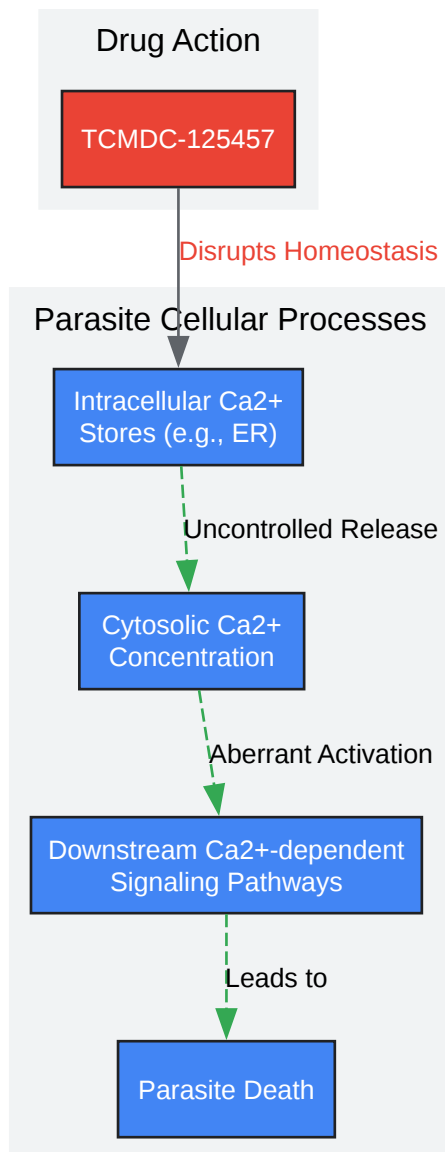 Drug Action
TCMDC-125457
Disrupts Homeostasis
Parasite Cellular Processes
Intracellular Ca2+
Stores (e.g., ER)
Uncontrolled Release
Cytosolic Ca2+
Concentration
Aberrant Activation
Downstream Ca2+-dependent
Signaling Pathways
Leads to
Parasite Death